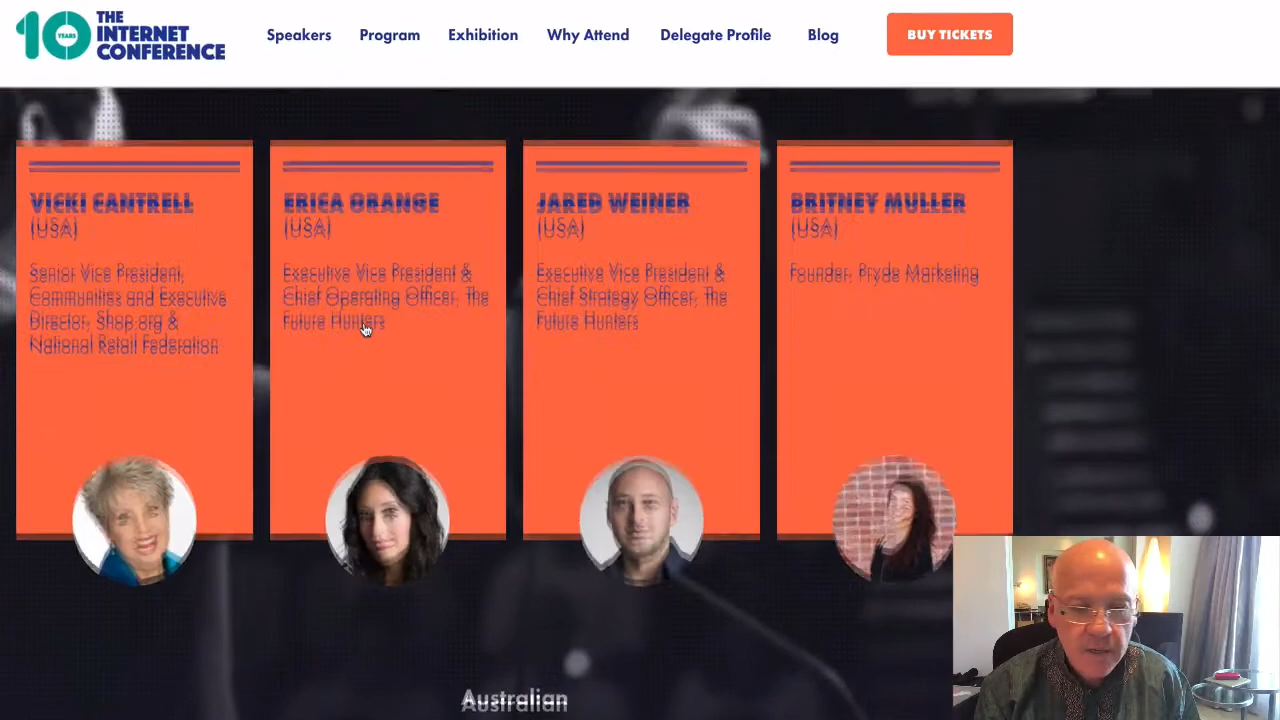 10 YEARS
THE
INTERNET
CONFERENCE
Speakers
Program
Exhibition
Why Attend
Delegate Profile
Blog
BUY TICKETS
VICKI CANTRELL
(USA)
Senior Vice President,
Communities and Executive
Director, Shop.org &
National Retail Federation
ERICA ORANGE
(USA)
Executive Vice President &
Chief Operating Officer, The
Future Hunters
JARED WEINER
(USA)
Executive Vice President &
Chief Strategy Officer, The
Future Hunters
BRITNEY MULLER
(USA)
Founder, Pryde Marketing
Australian